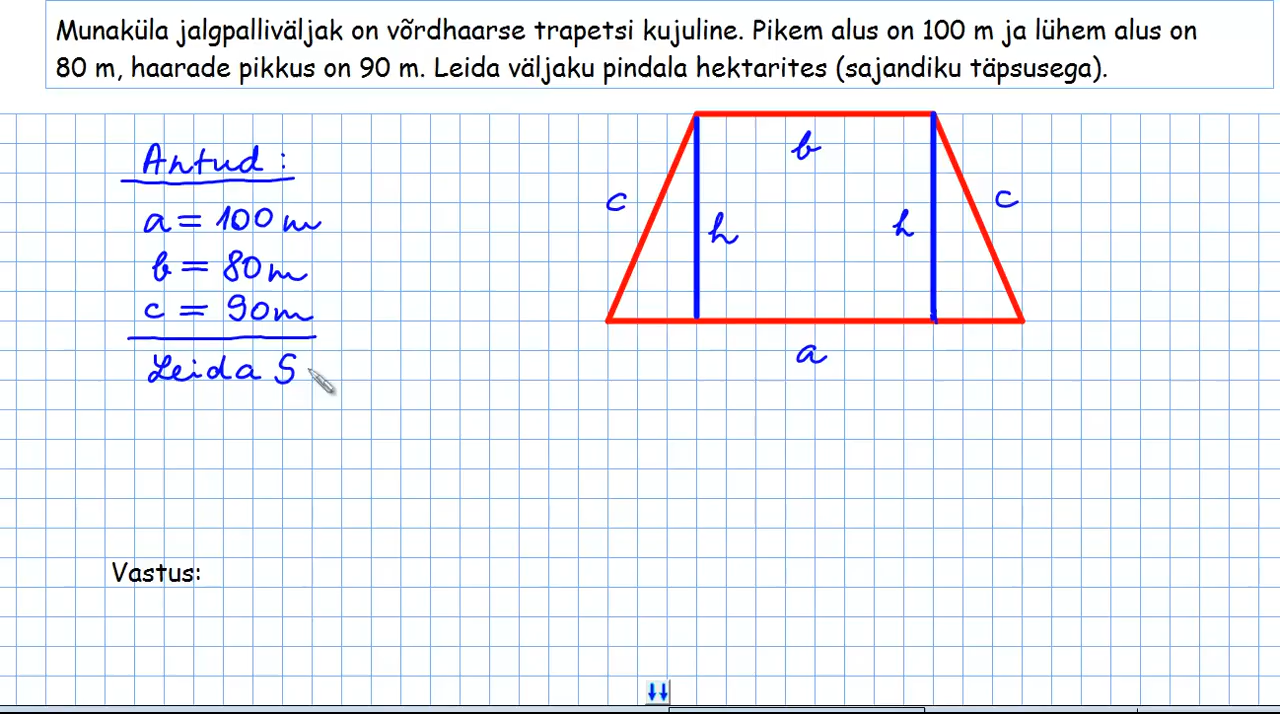 Munaküla jalgpalliväljak on võrdhaarse trapetsi kujuline. Pikem alus on 100 m ja lühem alus on
80 m, haarade pikkus on 90 m. Leida väljaku pindala hektarites (sajandiku täpsusega).
Antud:
a = 100 m
b = 80 m
c = 90 m
Leida S
b
c
c
h
h
a
Vastus: